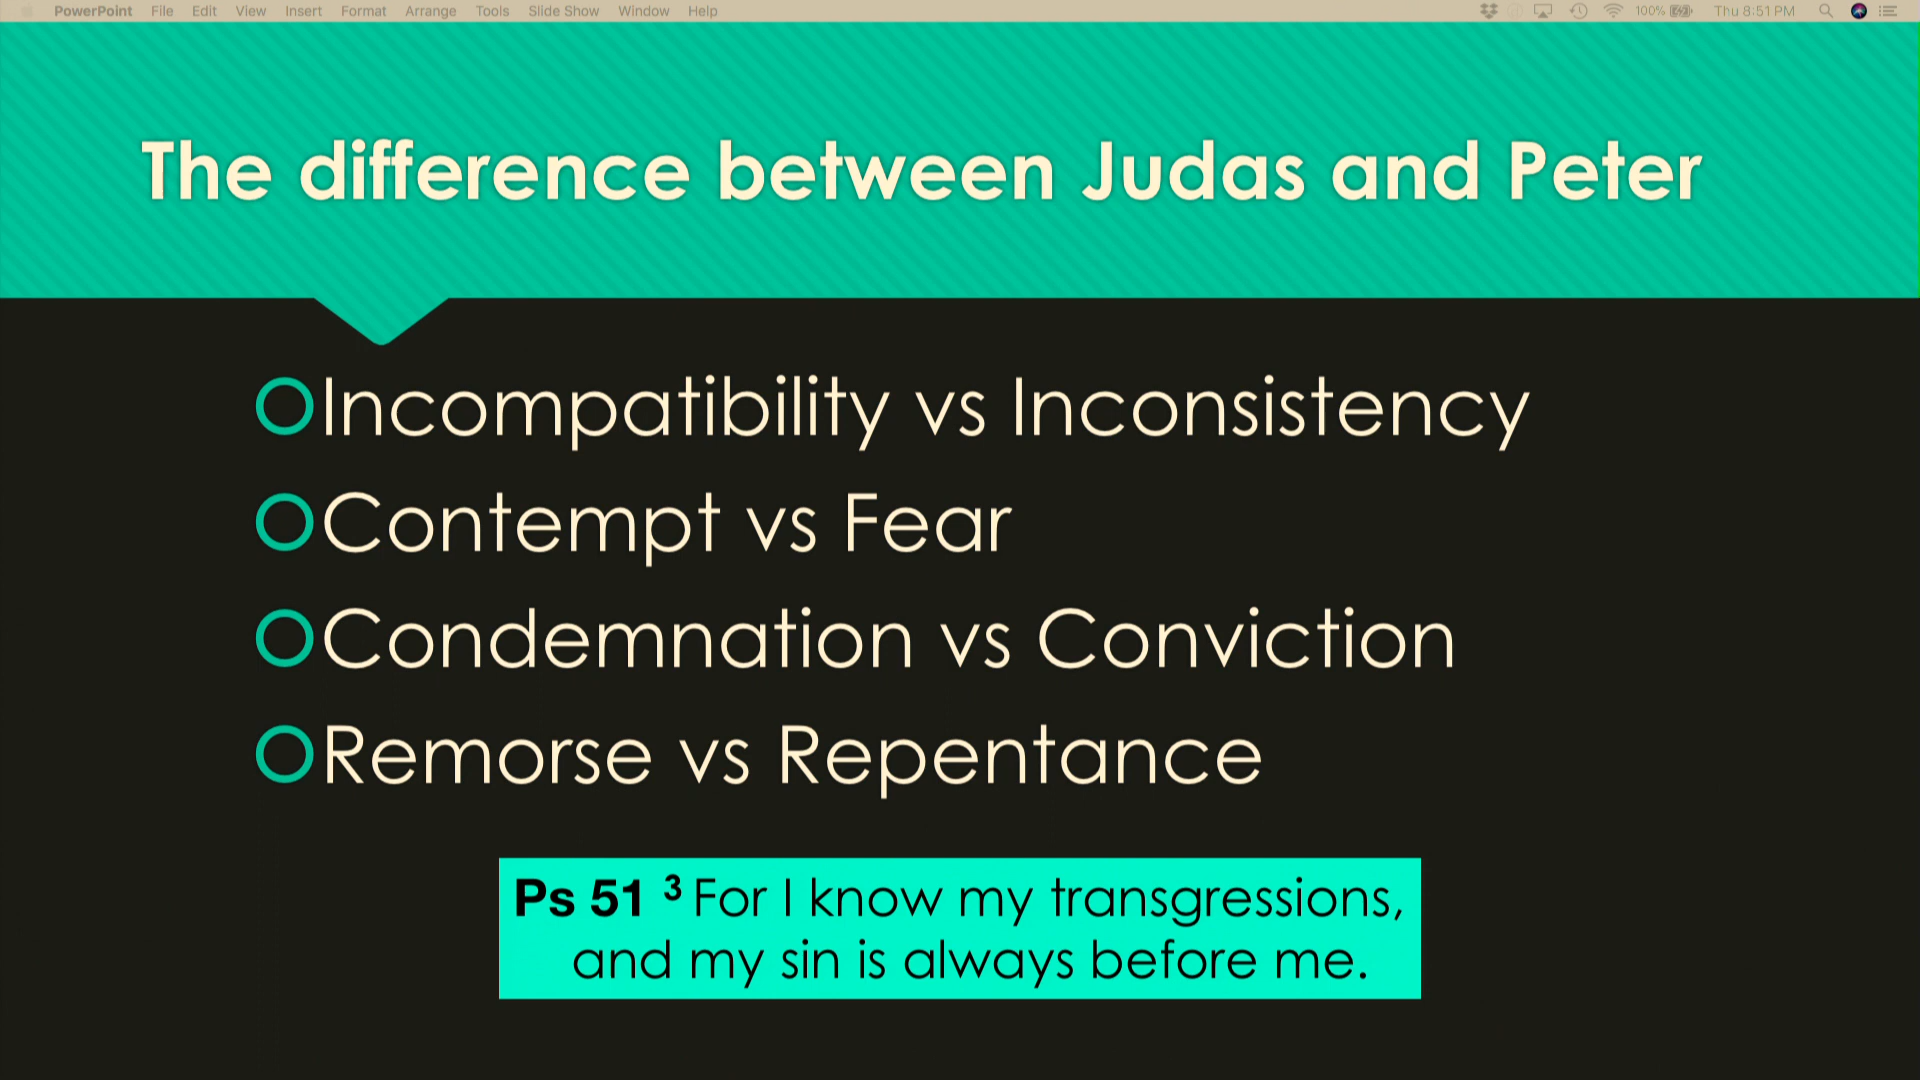 PowerPoint File Edit View Insert Format Arrange Tools Slide Show Window Help 100% Thu 8:51 PM
The difference between Judas and Peter
Incompatibility vs Inconsistency
Contempt vs Fear
Condemnation vs Conviction
Remorse vs Repentance
Ps 51 ³ For I know my transgressions,
and my sin is always before me.